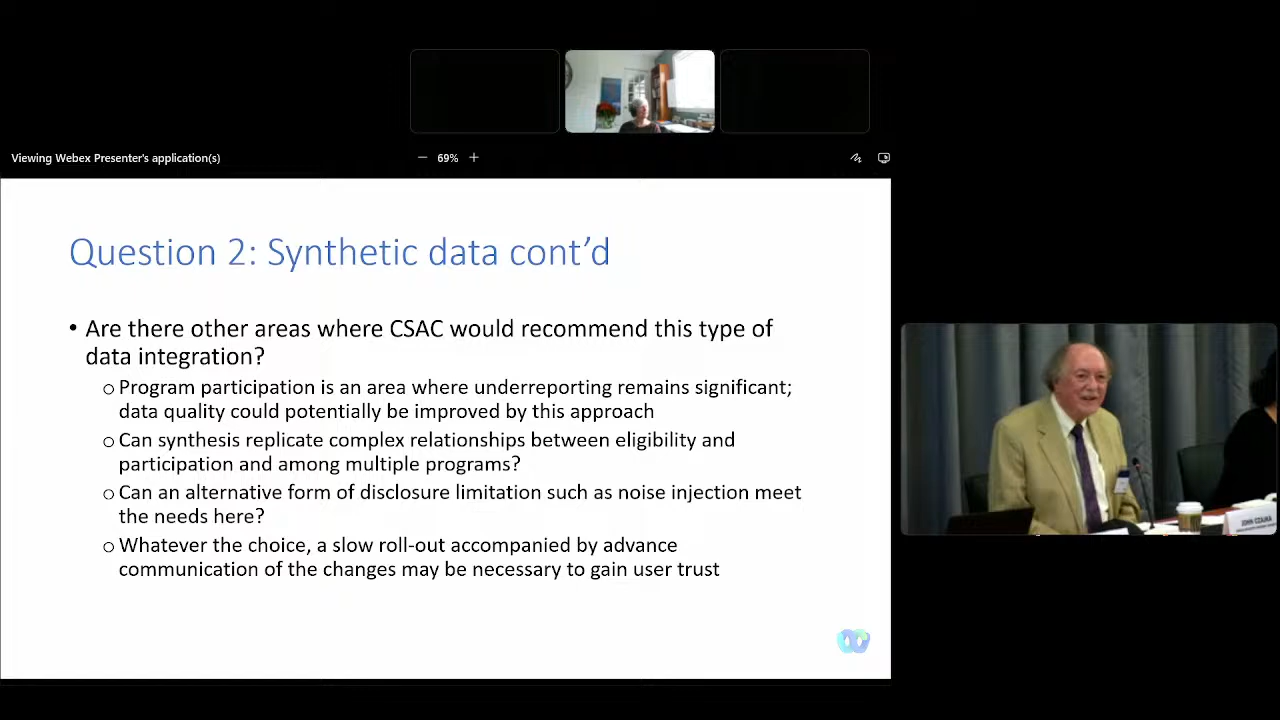 Viewing Webex Presenter's application(s)
69%
Question 2: Synthetic data cont'd
• Are there other areas where CSAC would recommend this type of
data integration?
o Program participation is an area where underreporting remains significant;
data quality could potentially be improved by this approach
o Can synthesis replicate complex relationships between eligibility and
participation and among multiple programs?
o Can an alternative form of disclosure limitation such as noise injection meet
the needs here?
o Whatever the choice, a slow roll-out accompanied by advance
communication of the changes may be necessary to gain user trust
JOHN CZAJKA